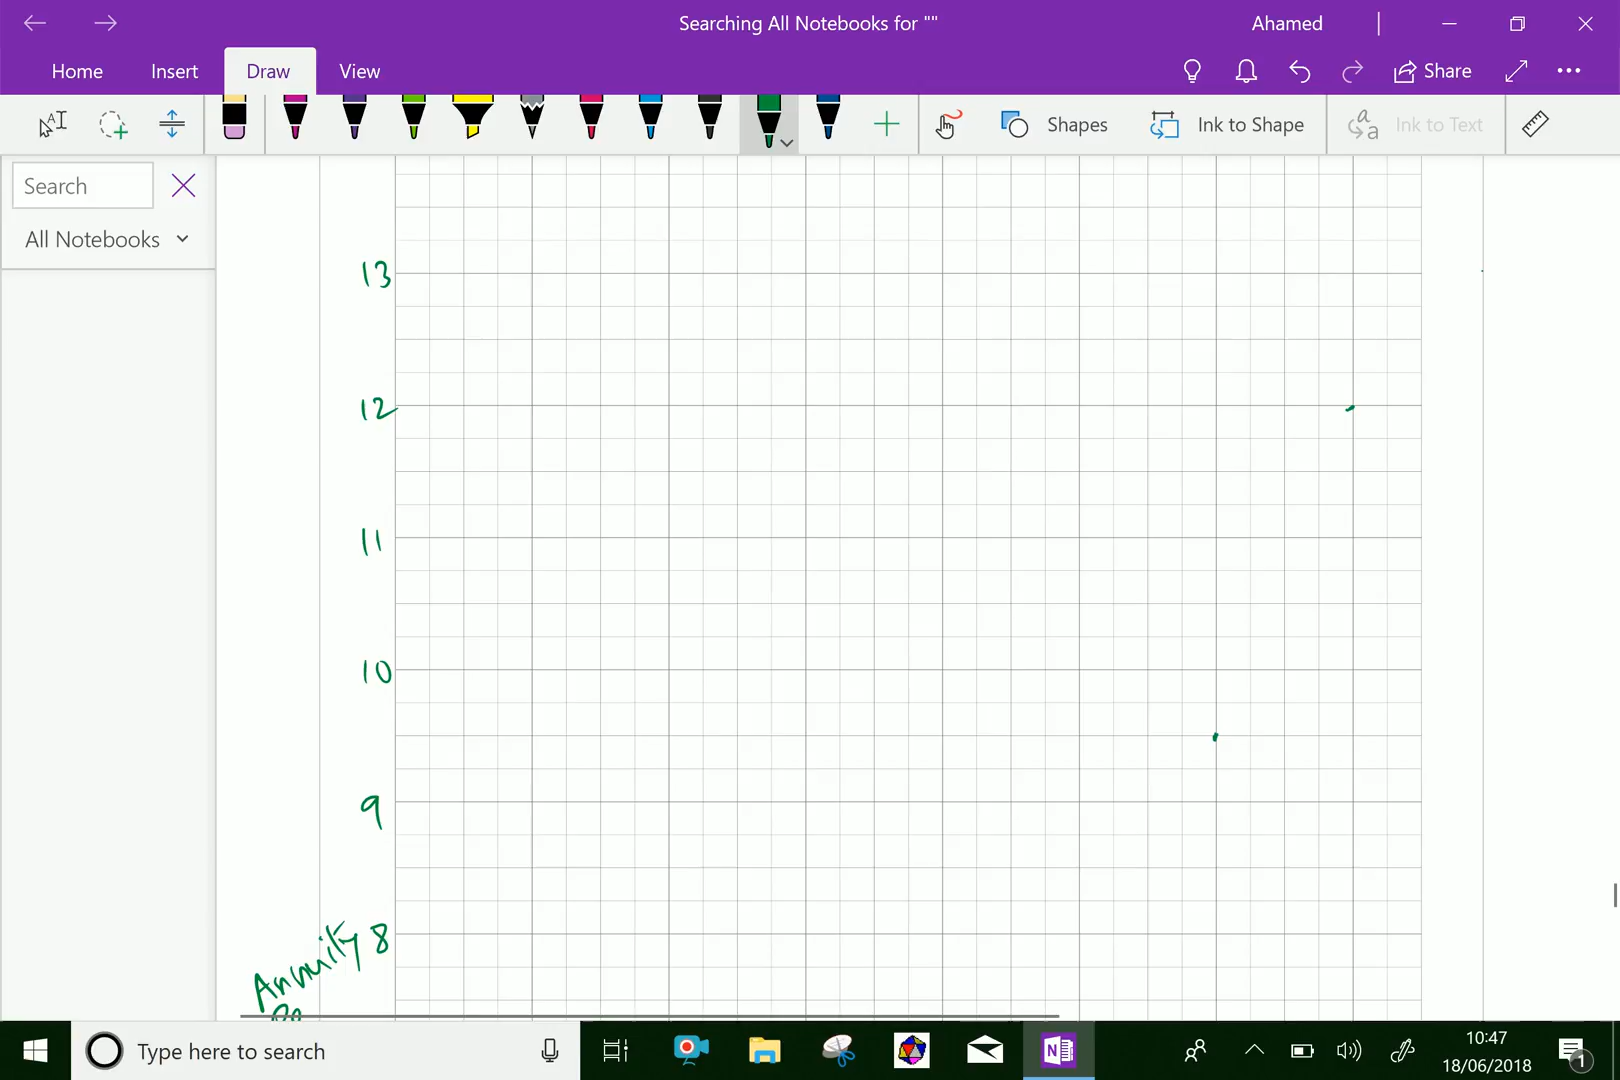 Searching All Notebooks for ""
Ahamed
Home Insert Draw View
Share
Shapes
Ink to Shape
Ink to Text
Search
All Notebooks
13
12
11
10
9
8
Annuity
Type here to search
10:47
18/06/2018
1